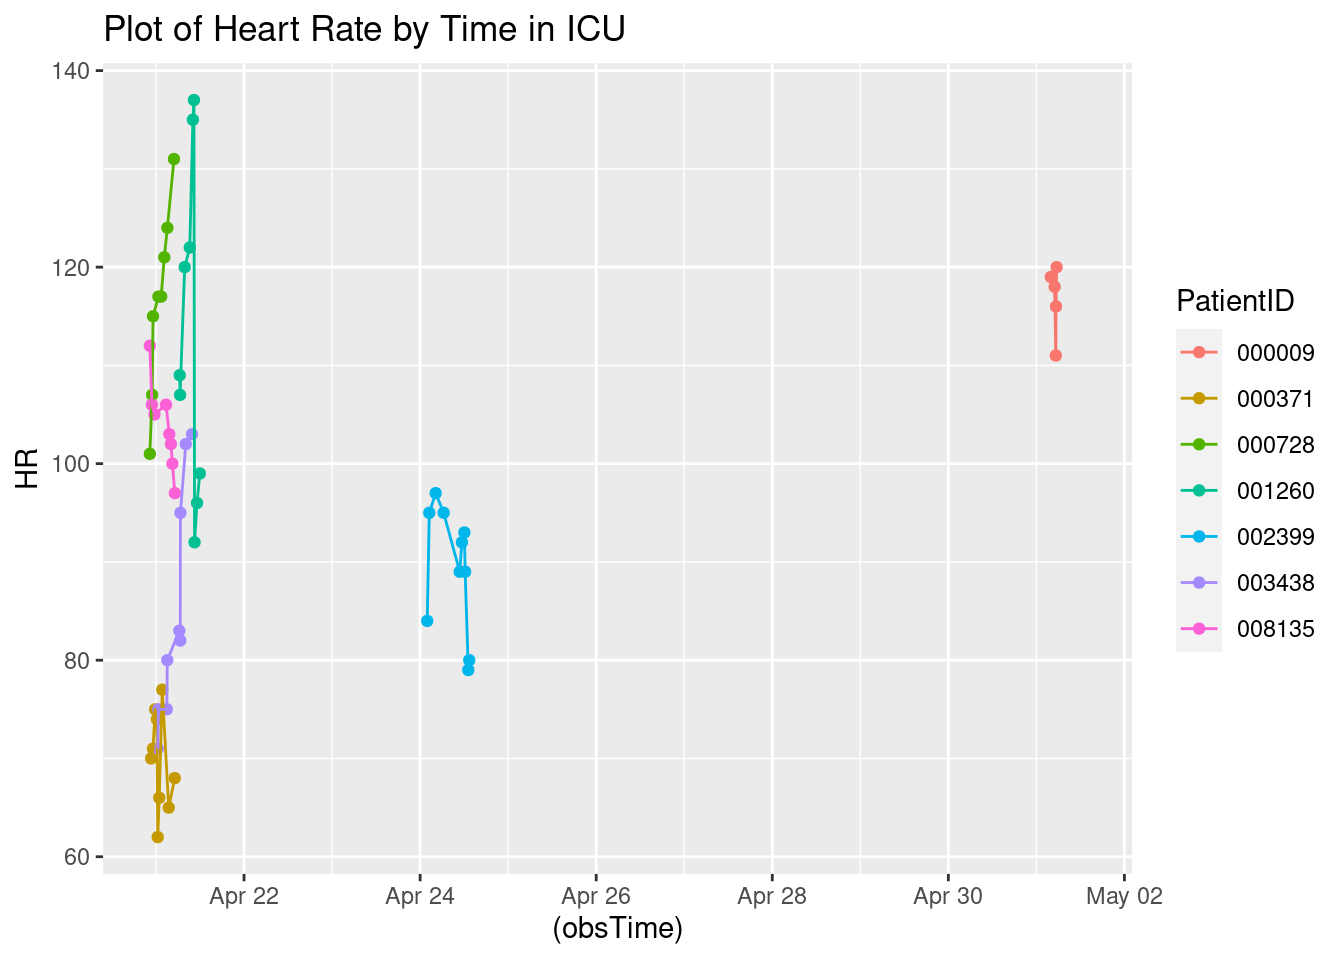 Plot of Heart Rate by Time in ICU
140
120
100
80
60
HR
Apr 22
Apr 24
Apr 26
Apr 28
Apr 30
May 02
(obsTime)
PatientID
000009
000371
000728
001260
002399
003438
008135